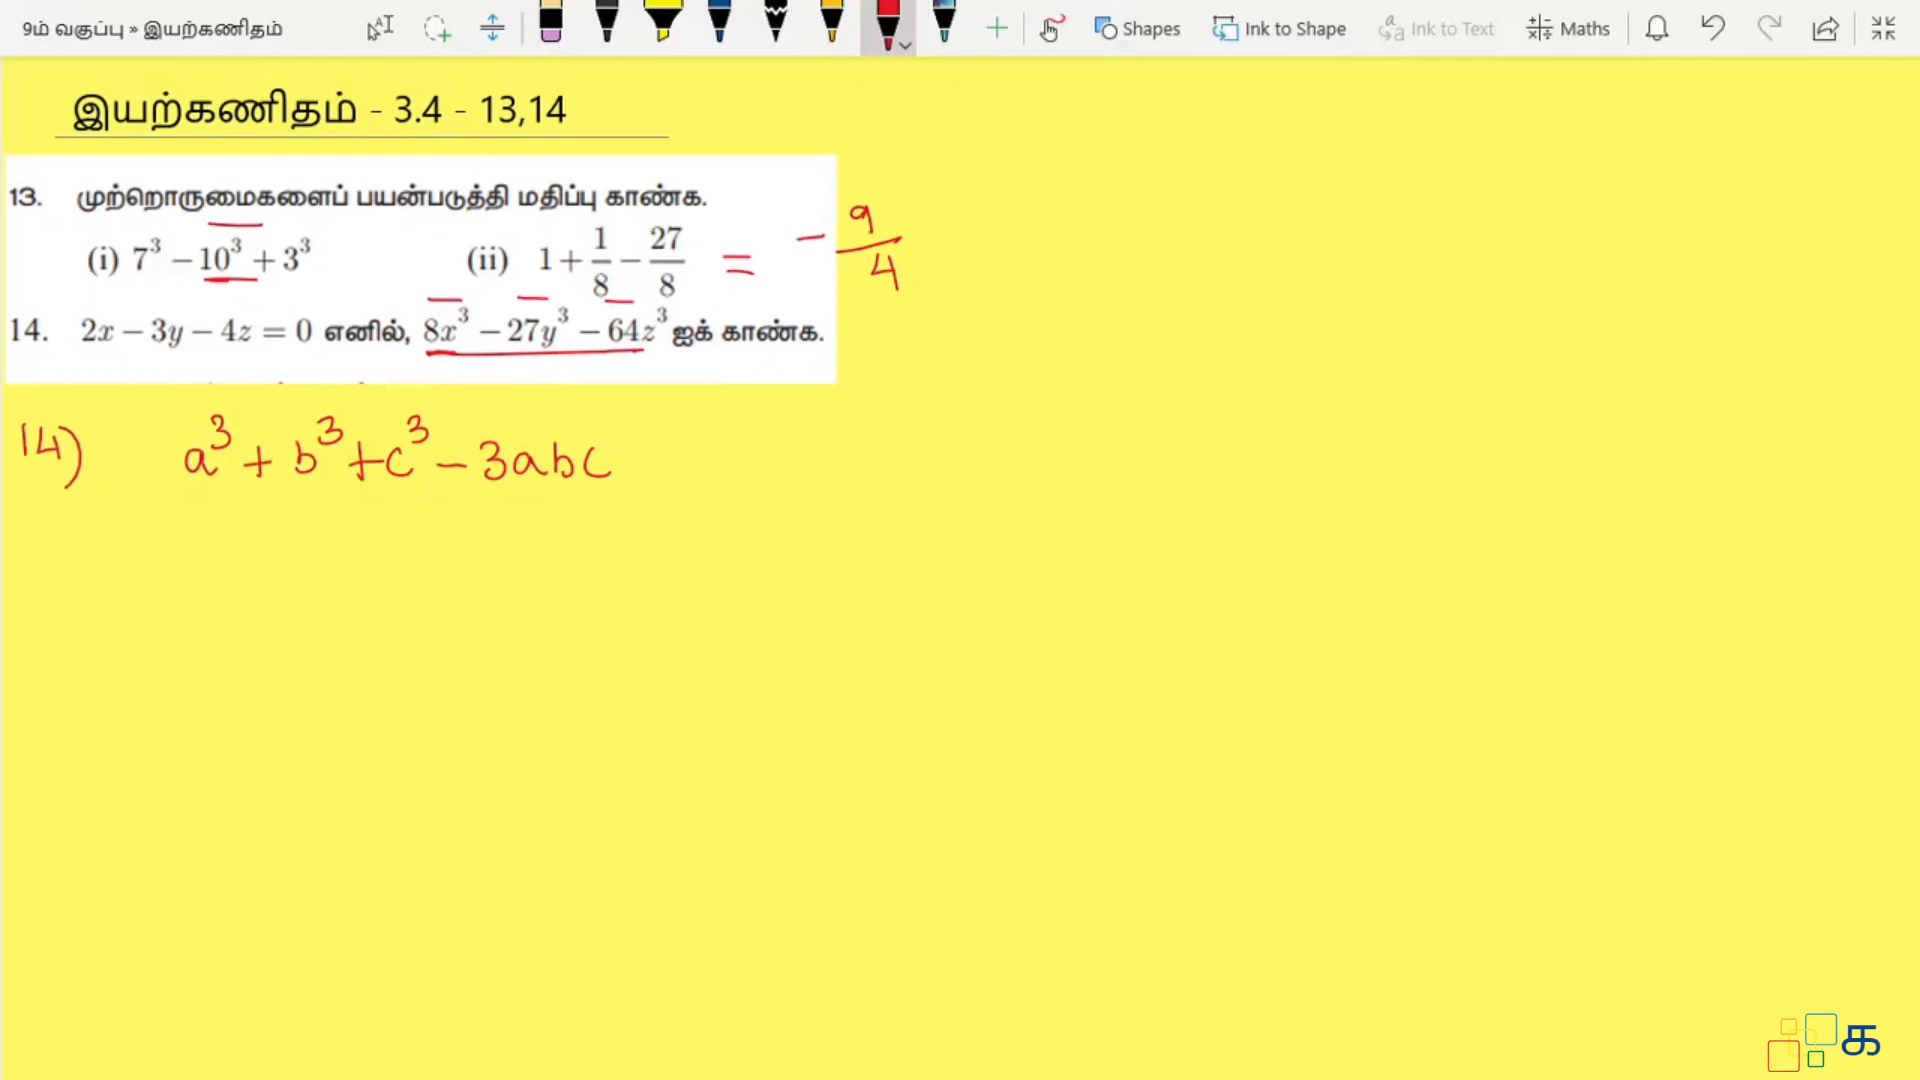 9ம் வகுப்பு » இயற்கணிதம் Shapes Ink to Shape Ink to Text Maths
இயற்கணிதம் - 3.4 - 13,14
13. முற்றொருமைகளைப் பயன்படுத்தி மதிப்பு காண்க.
(i) 7³ − 10³ + 3³ (ii) 1 + 1/8 − 27/8 = − 9/4
14. 2x − 3y − 4z = 0 எனில், 8x³ − 27y³ − 64z³ ஐக் காண்க.
14) a³ + b³ + c³ − 3abc
க